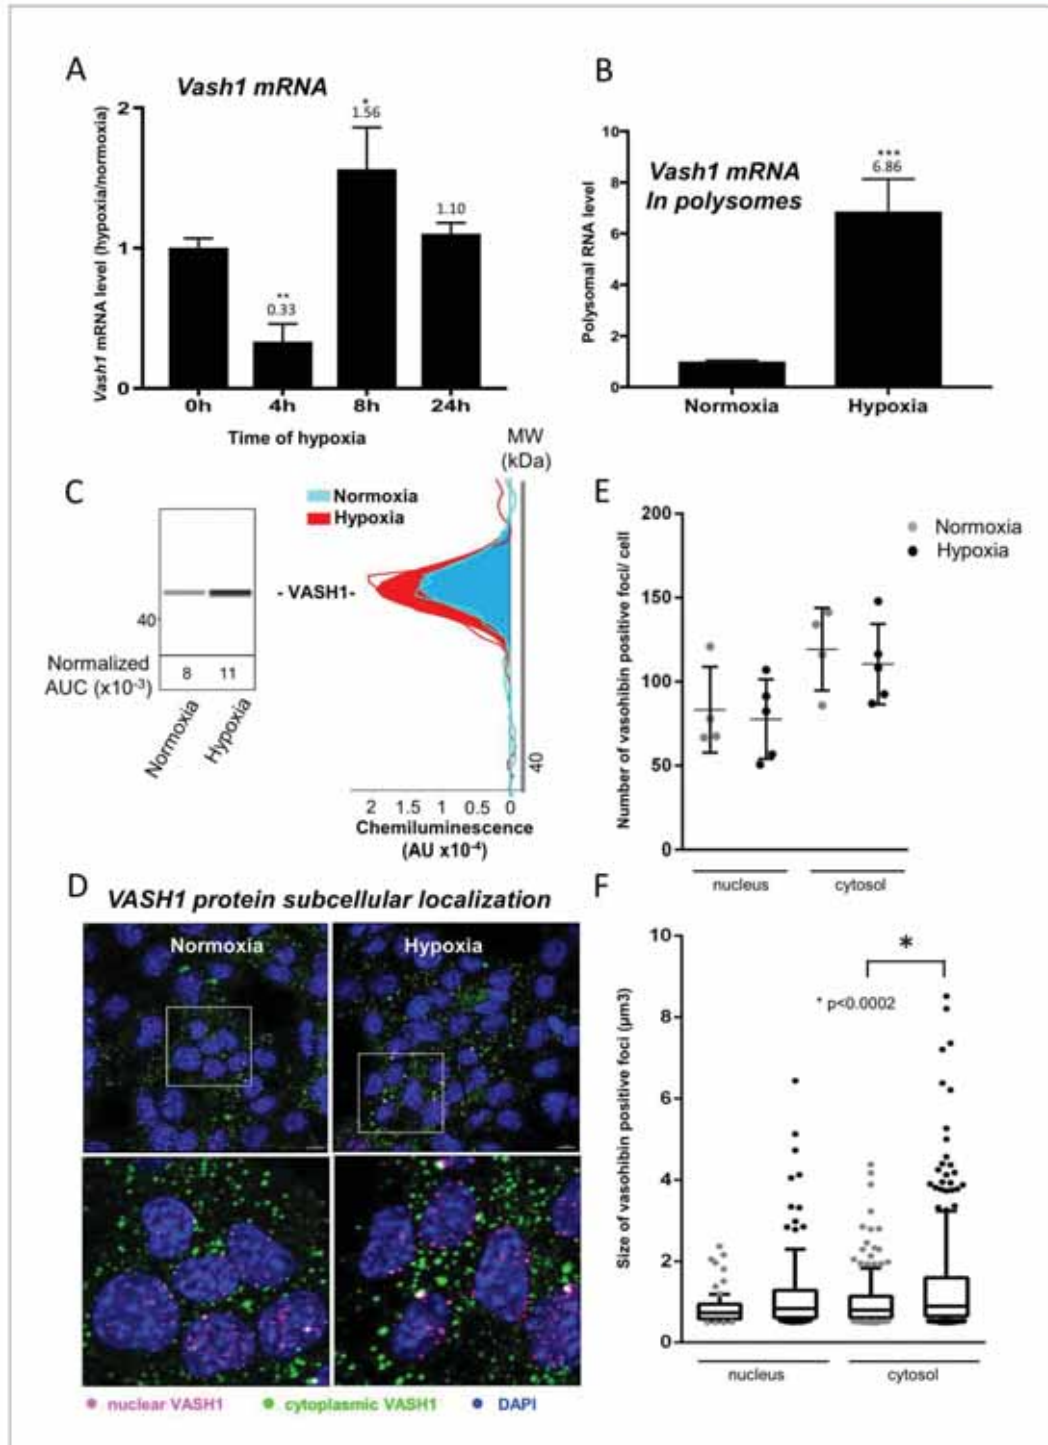 A
Vash1 mRNA
Vash1 mRNA level (hypoxia/normoxia)
2
1
0
*
1.56
**
0.33
1.10
0h 4h 8h 24h
Time of hypoxia
B
Vash1 mRNA
In polysomes
Polysomal RNA level
10
8
6
4
2
0
***
6.86
Normoxia Hypoxia
C
40
Normalized
AUC (x10-3)
8 11
Normoxia
Hypoxia
Normoxia
Hypoxia
- VASH1-
MW
(kDa)
40
2 1.5 1 0.5 0
Chemiluminescence
(AU x10-4)
D
VASH1 protein subcellular localization
Normoxia Hypoxia
nuclear VASH1 cytoplasmic VASH1 DAPI
E
Number of vasohibin positive foci/ cell
200
150
100
50
0
Normoxia
Hypoxia
nucleus cytosol
F
Size of vasohibin positive foci (µm3)
10
8
6
4
2
0
*
* p<0.0002
nucleus cytosol